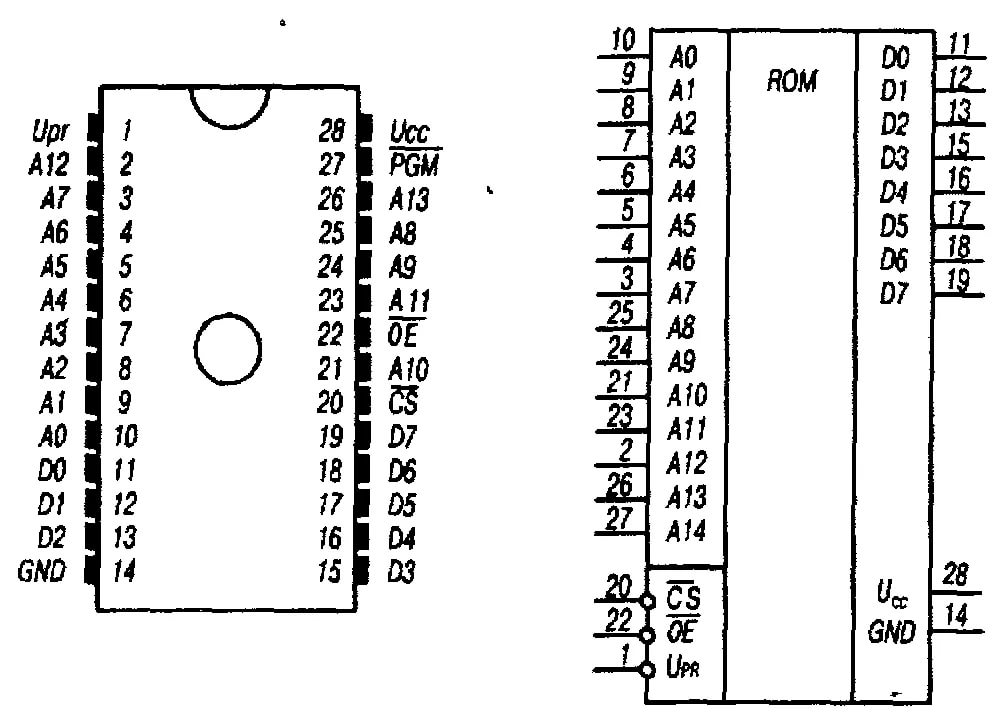 Upr 1 28 Ucc
A12 2 27 PGM
A7 3 26 A13
A6 4 25 A8
A5 5 24 A9
A4 6 23 A11
A3 7 22 OE
A2 8 21 A10
A1 9 20 CS
A0 10 19 D7
D0 11 18 D6
D1 12 17 D5
D2 13 16 D4
GND 14 15 D3
10 A0 ROM D0 11
9 A1 D1 12
8 A2 D2 13
7 A3 D3 15
6 A4 D4 16
5 A5 D5 17
4 A6 D6 18
3 A7 D7 19
25 A8
24 A9
21 A10
23 A11
2 A12
26 A13
27 A14
20 CS Ucc 28
22 OE GND 14
1 UPR